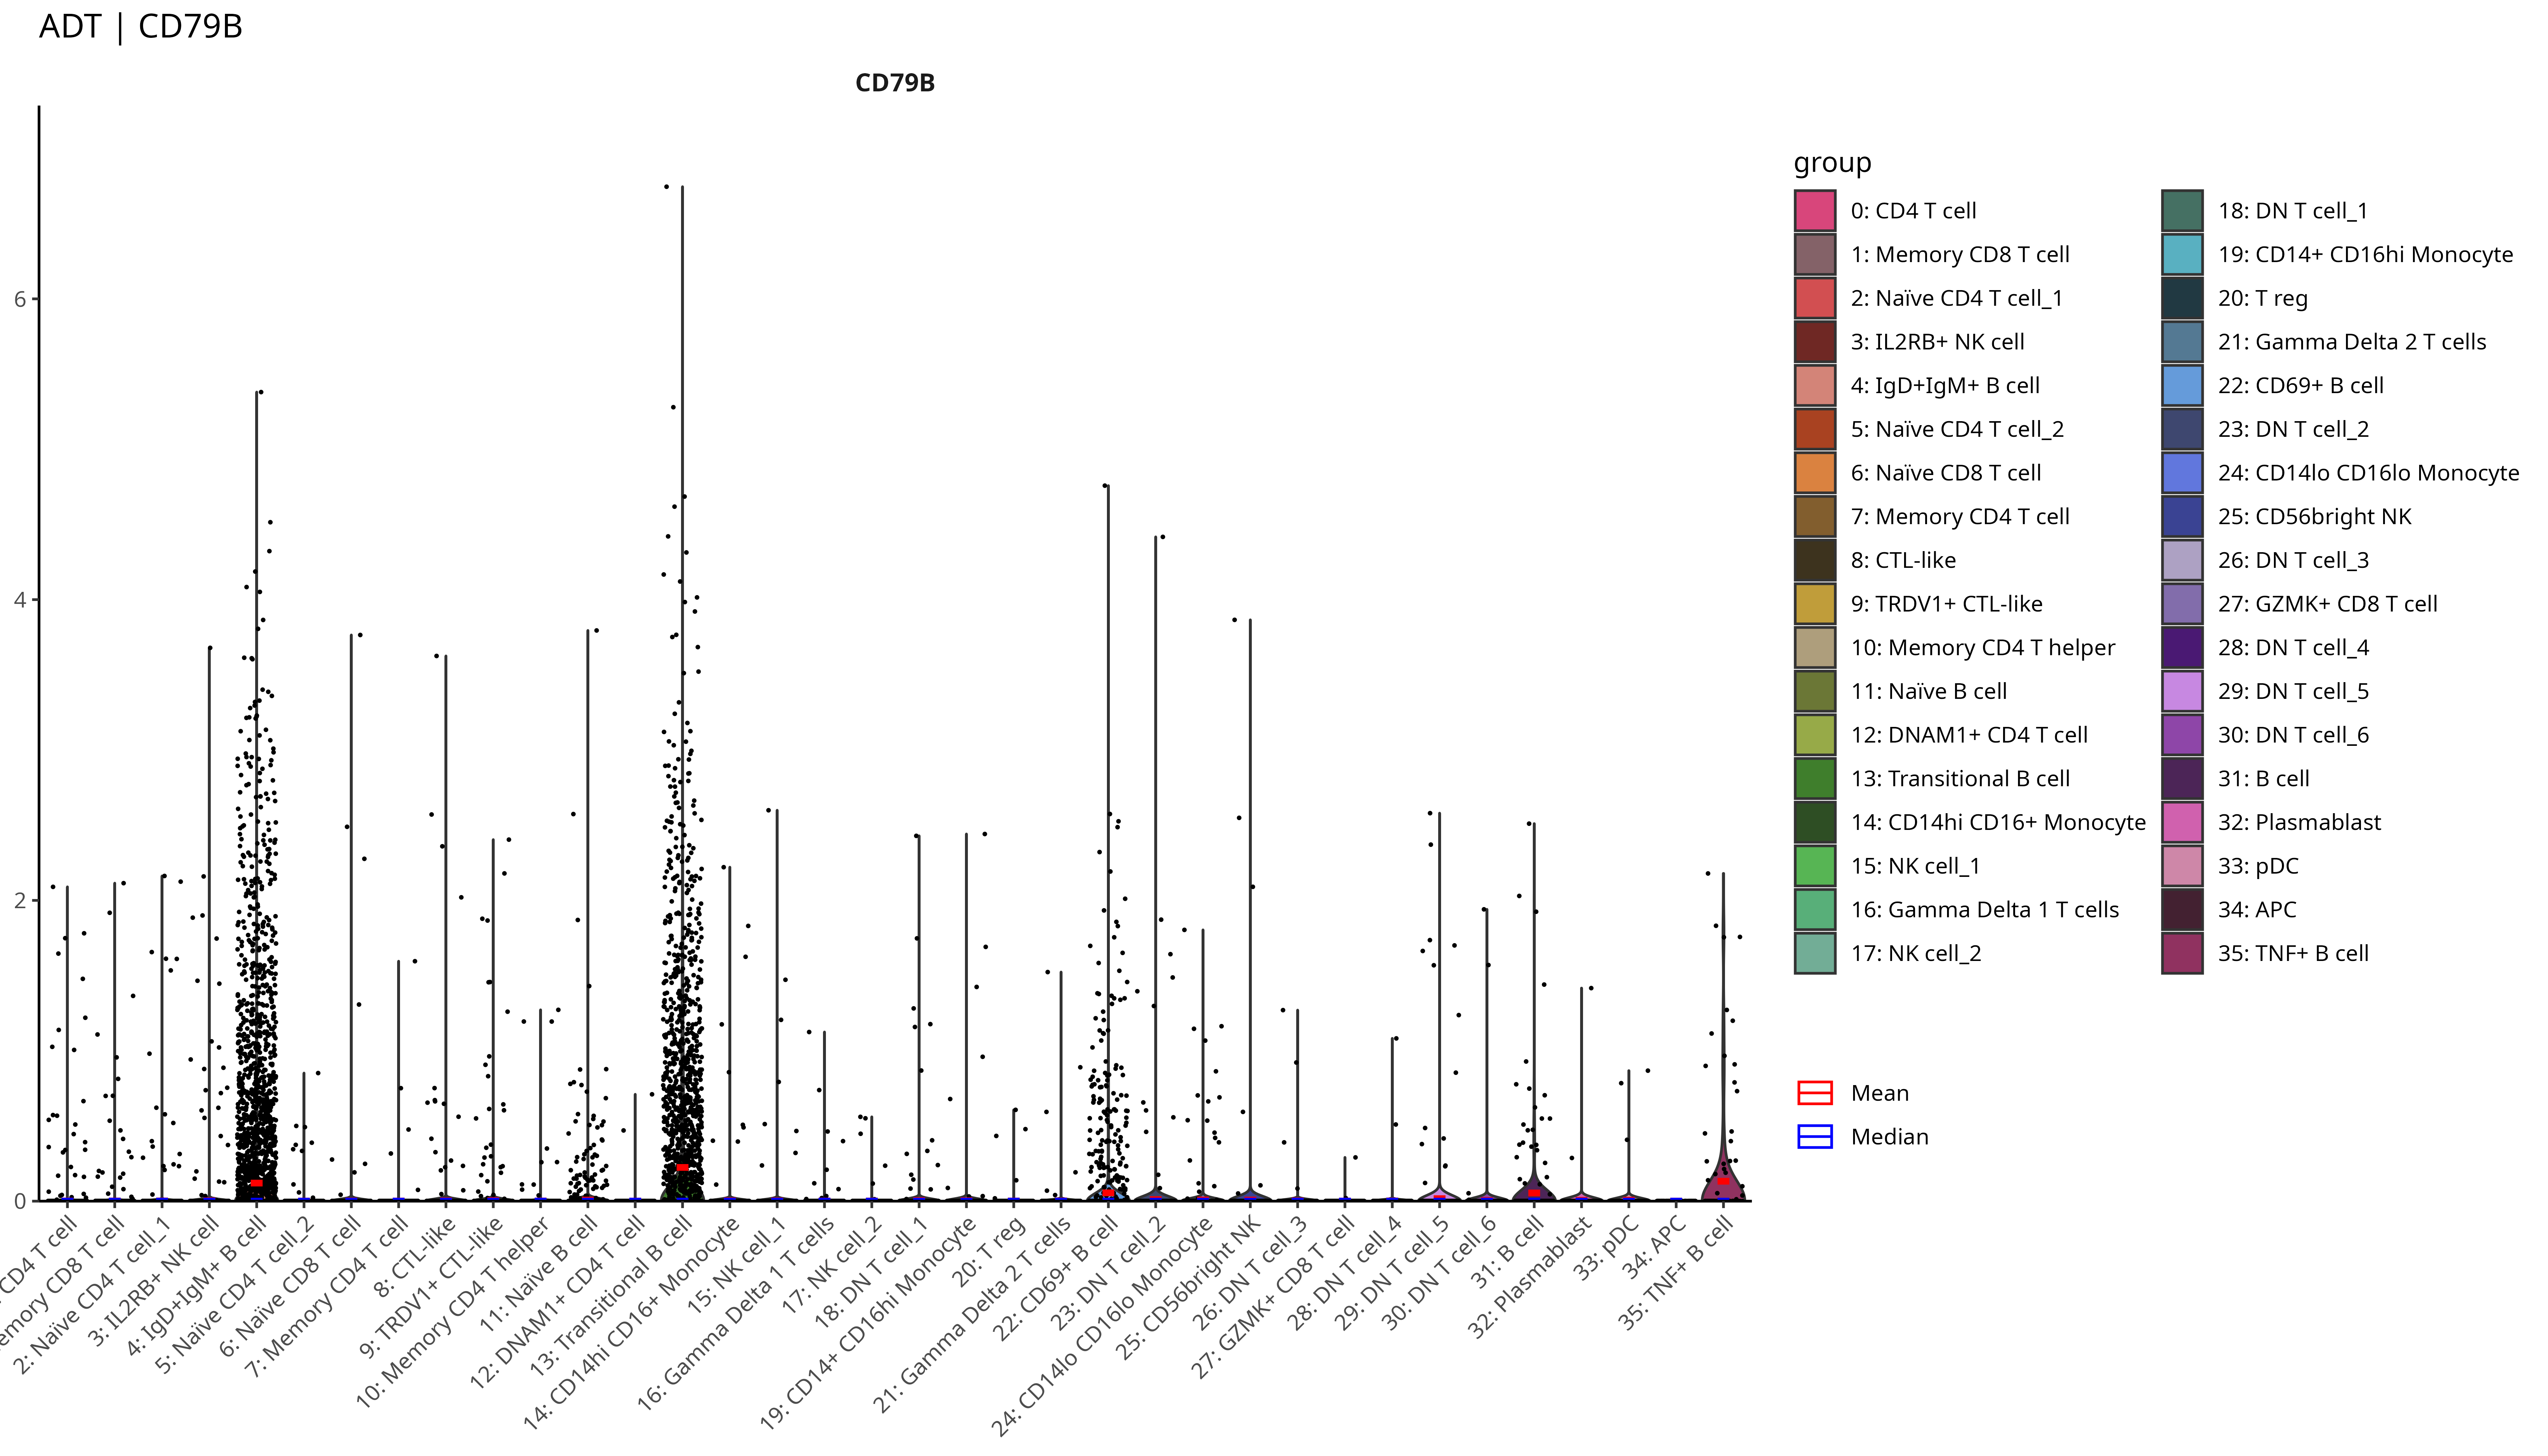 ADT | CD79B
CD79B
6
4
2
0
CD4 T cell
emory CD8 T cell
2: Naïve CD4 T cell_1
3: IL2RB+ NK cell
4: IgD+IgM+ B cell
5: Naïve CD4 T cell_2
6: Naïve CD8 T cell
7: Memory CD4 T cell
8: CTL-like
9: TRDV1+ CTL-like
10: Memory CD4 T helper
11: Naïve B cell
12: DNAM1+ CD4 T cell
13: Transitional B cell
14: CD14hi CD16+ Monocyte
15: NK cell_1
16: Gamma Delta 1 T cells
17: NK cell_2
18: DN T cell_1
19: CD14+ CD16hi Monocyte
20: T reg
21: Gamma Delta 2 T cells
22: CD69+ B cell
23: DN T cell_2
24: CD14lo CD16lo Monocyte
25: CD56bright NK
26: DN T cell_3
27: GZMK+ CD8 T cell
28: DN T cell_4
29: DN T cell_5
30: DN T cell_6
31: B cell
32: Plasmablast
33: pDC
34: APC
35: TNF+ B cell
group
0: CD4 T cell
1: Memory CD8 T cell
2: Naïve CD4 T cell_1
3: IL2RB+ NK cell
4: IgD+IgM+ B cell
5: Naïve CD4 T cell_2
6: Naïve CD8 T cell
7: Memory CD4 T cell
8: CTL-like
9: TRDV1+ CTL-like
10: Memory CD4 T helper
11: Naïve B cell
12: DNAM1+ CD4 T cell
13: Transitional B cell
14: CD14hi CD16+ Monocyte
15: NK cell_1
16: Gamma Delta 1 T cells
17: NK cell_2
18: DN T cell_1
19: CD14+ CD16hi Monocyte
20: T reg
21: Gamma Delta 2 T cells
22: CD69+ B cell
23: DN T cell_2
24: CD14lo CD16lo Monocyte
25: CD56bright NK
26: DN T cell_3
27: GZMK+ CD8 T cell
28: DN T cell_4
29: DN T cell_5
30: DN T cell_6
31: B cell
32: Plasmablast
33: pDC
34: APC
35: TNF+ B cell
Mean
Median